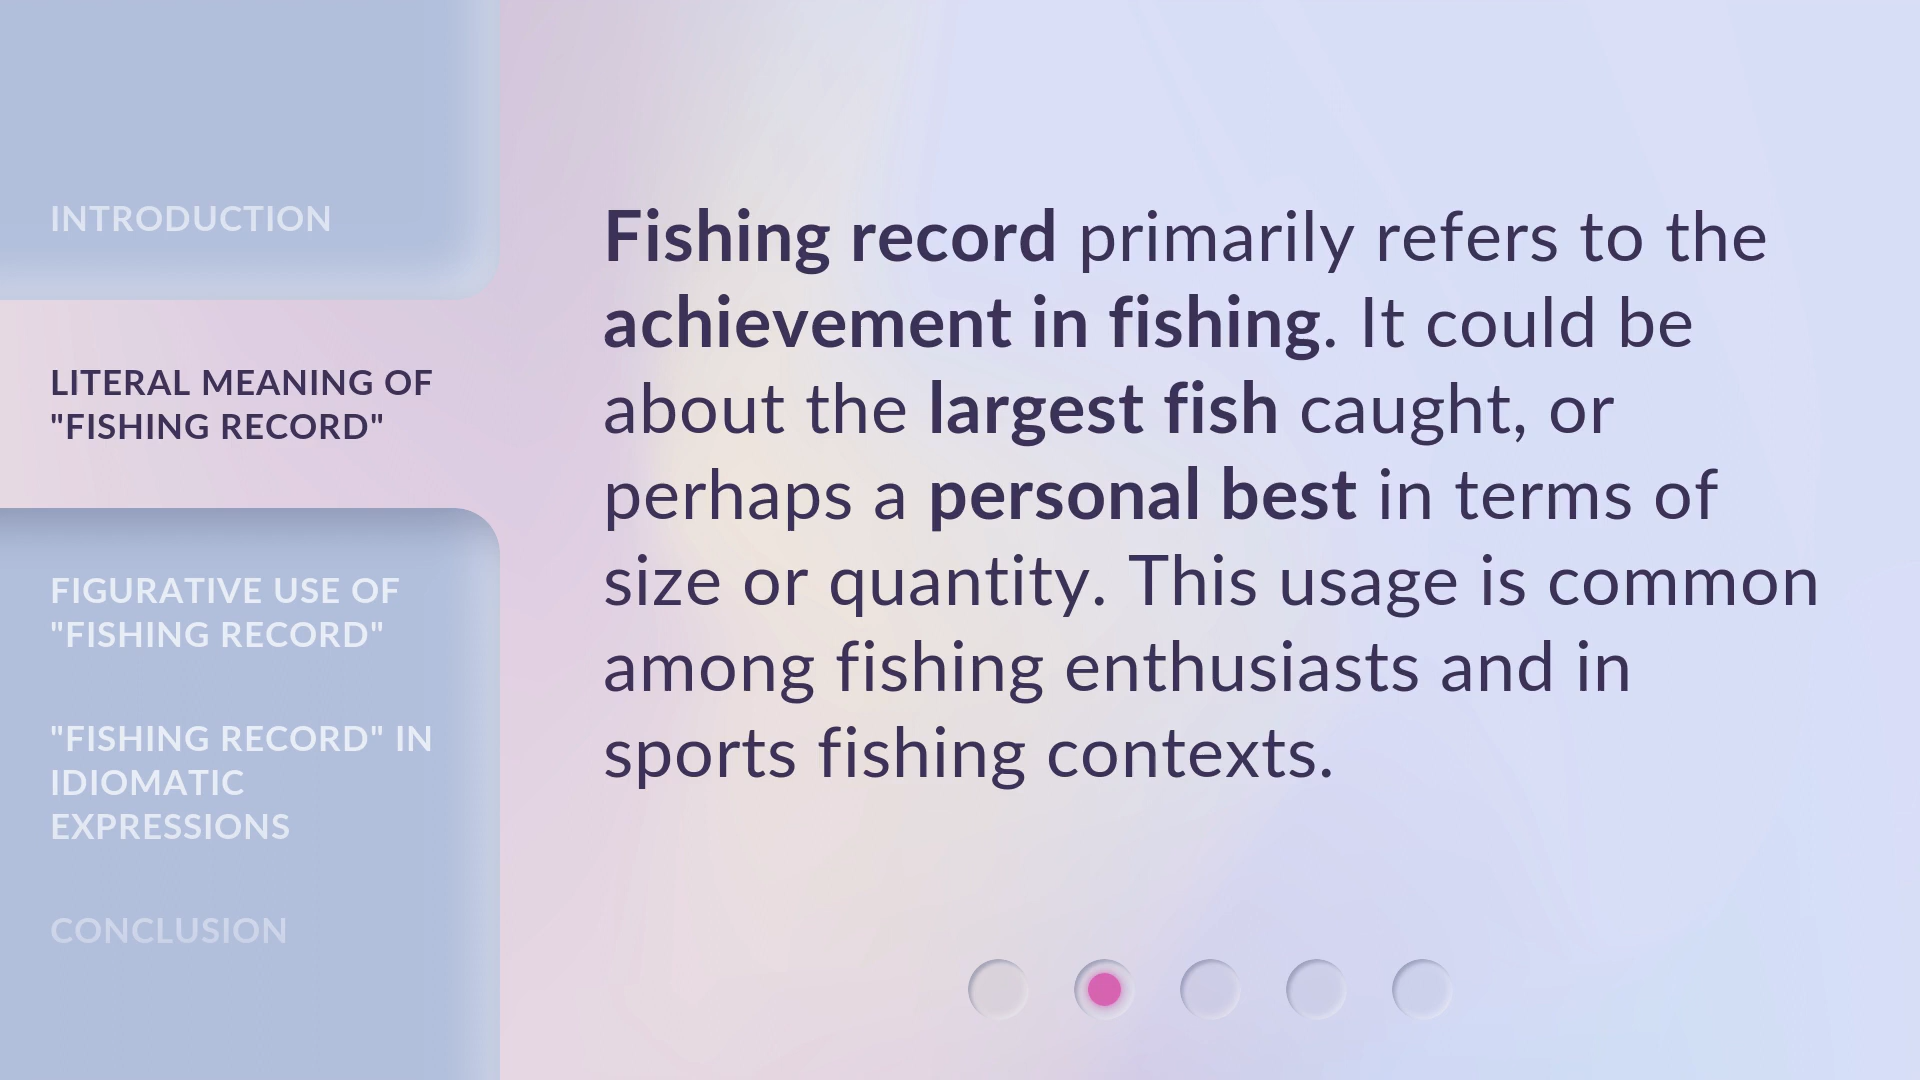 INTRODUCTION
LITERAL MEANING OF
"FISHING RECORD"
FIGURATIVE USE OF
"FISHING RECORD"
"FISHING RECORD" IN
IDIOMATIC
EXPRESSIONS
CONCLUSION
Fishing record primarily refers to the
achievement in fishing. It could be
about the largest fish caught, or
perhaps a personal best in terms of
size or quantity. This usage is common
among fishing enthusiasts and in
sports fishing contexts.